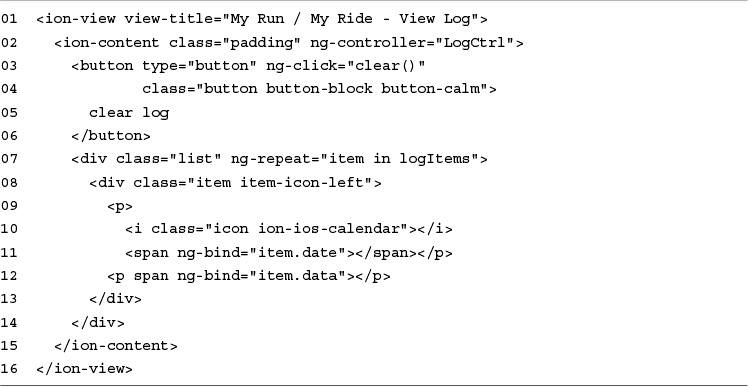 01 <ion-view view-title="My Run / My Ride - View Log">
02   <ion-content class="padding" ng-controller="LogCtrl">
03     <button type="button" ng-click="clear()"
04             class="button button-block button-calm">
05       clear log
06     </button>
07     <div class="list" ng-repeat="item in logItems">
08       <div class="item item-icon-left">
09         <p>
10           <i class="icon ion-ios-calendar"></i>
11           <span ng-bind="item.date"></span></p>
12         <p span ng-bind="item.data"></p>
13       </div>
14     </div>
15   </ion-content>
16 </ion-view>